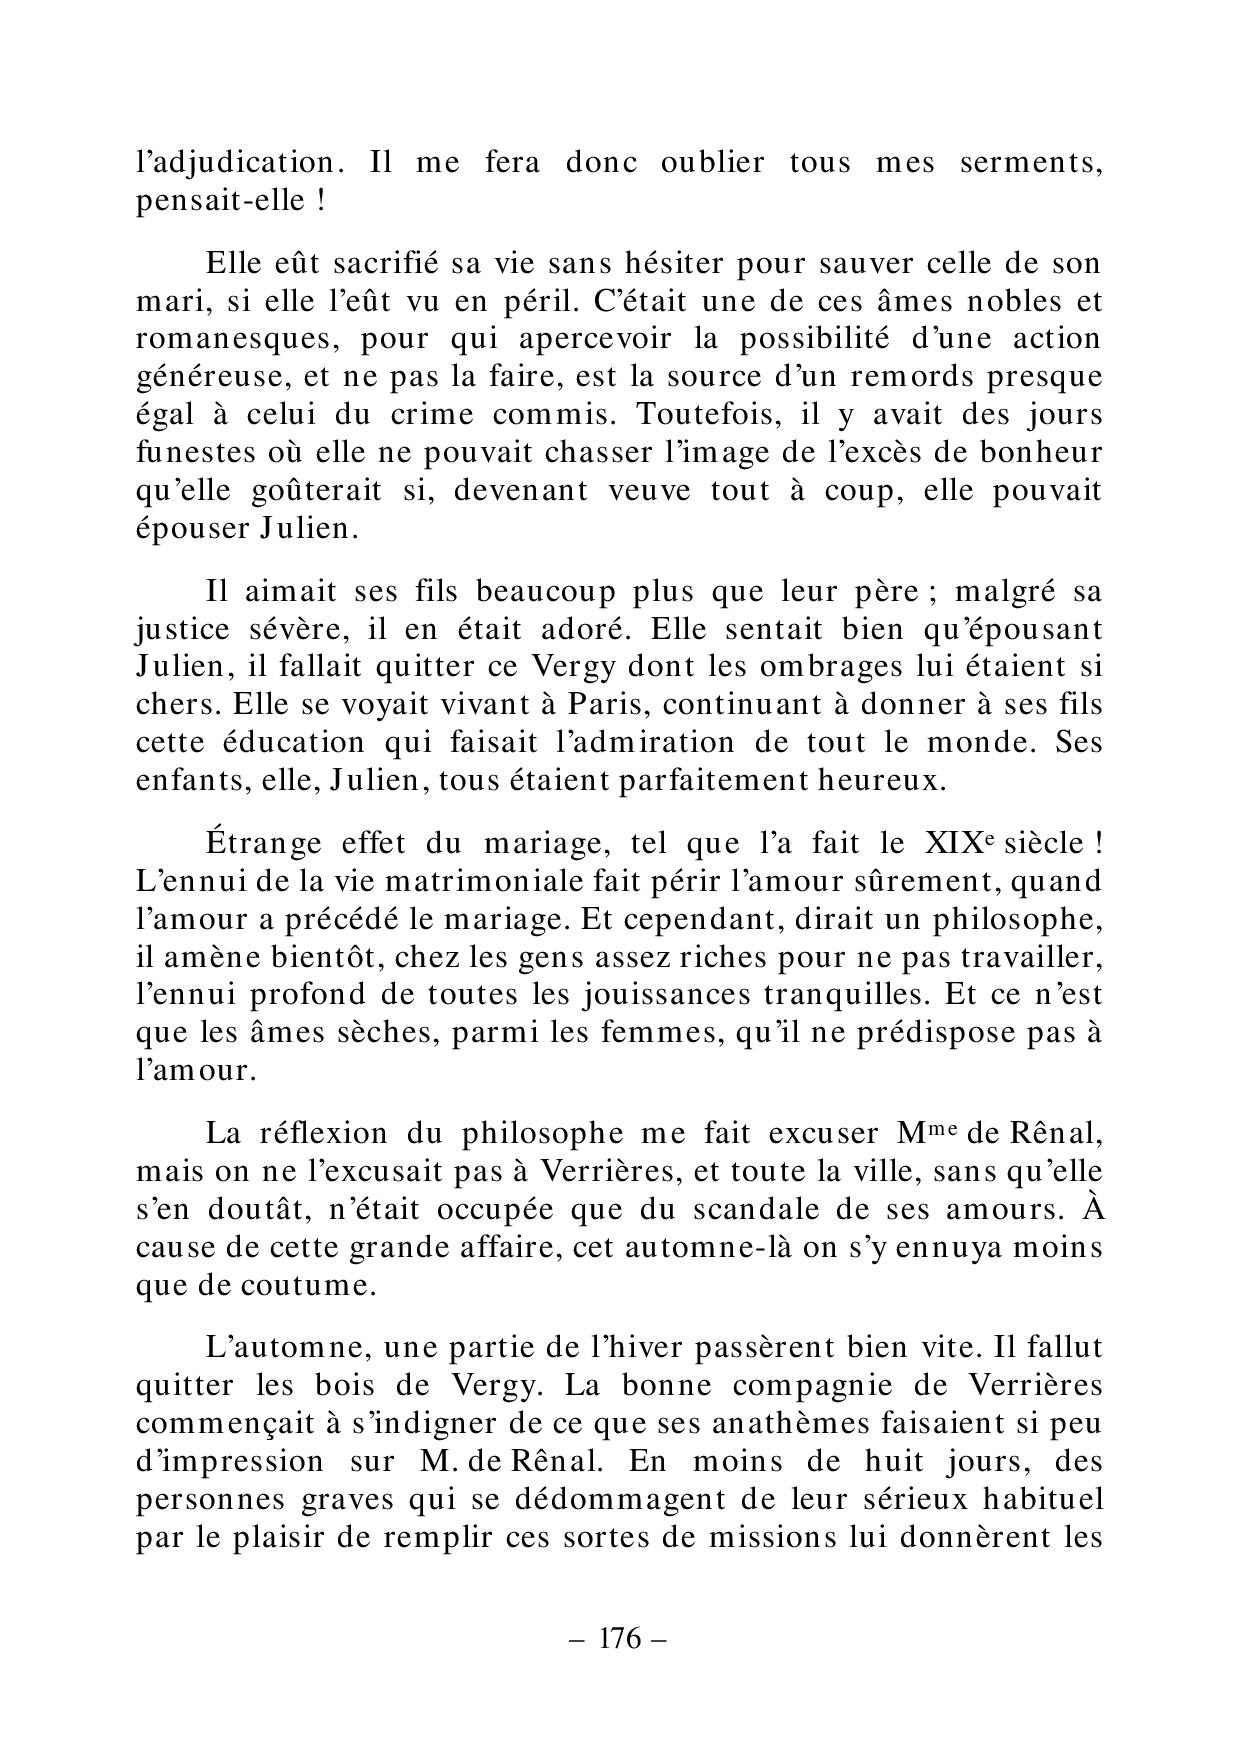 l’adjudication. Il me fera donc oublier tous mes serments,
pensait-elle !
Elle eût sacrifié sa vie sans hésiter pour sauver celle de son
mari, si elle l’eût vu en péril. C’était une de ces âmes nobles et
romanesques, pour qui apercevoir la possibilité d’une action
généreuse, et ne pas la faire, est la source d’un remords presque
égal à celui du crime commis. Toutefois, il y avait des jours
funestes où elle ne pouvait chasser l’image de l’excès de bonheur
qu’elle goûterait si, devenant veuve tout à coup, elle pouvait
épouser Julien.
Il aimait ses fils beaucoup plus que leur père ; malgré sa
justice sévère, il en était adoré. Elle sentait bien qu’épousant
Julien, il fallait quitter ce Vergy dont les ombrages lui étaient si
chers. Elle se voyait vivant à Paris, continuant à donner à ses fils
cette éducation qui faisait l’admiration de tout le monde. Ses
enfants, elle, Julien, tous étaient parfaitement heureux.
Étrange effet du mariage, tel que l’a fait le XIXe siècle !
L’ennui de la vie matrimoniale fait périr l’amour sûrement, quand
l’amour a précédé le mariage. Et cependant, dirait un philosophe,
il amène bientôt, chez les gens assez riches pour ne pas travailler,
l’ennui profond de toutes les jouissances tranquilles. Et ce n’est
que les âmes sèches, parmi les femmes, qu’il ne prédispose pas à
l’amour.
La réflexion du philosophe me fait excuser Mme de Rênal,
mais on ne l’excusait pas à Verrières, et toute la ville, sans qu’elle
s’en doutât, n’était occupée que du scandale de ses amours. À
cause de cette grande affaire, cet automne-là on s’y ennuya moins
que de coutume.
L’automne, une partie de l’hiver passèrent bien vite. Il fallut
quitter les bois de Vergy. La bonne compagnie de Verrières
commençait à s’indigner de ce que ses anathèmes faisaient si peu
d’impression sur M. de Rênal. En moins de huit jours, des
personnes graves qui se dédommagent de leur sérieux habituel
par le plaisir de remplir ces sortes de missions lui donnèrent les
– 176 –